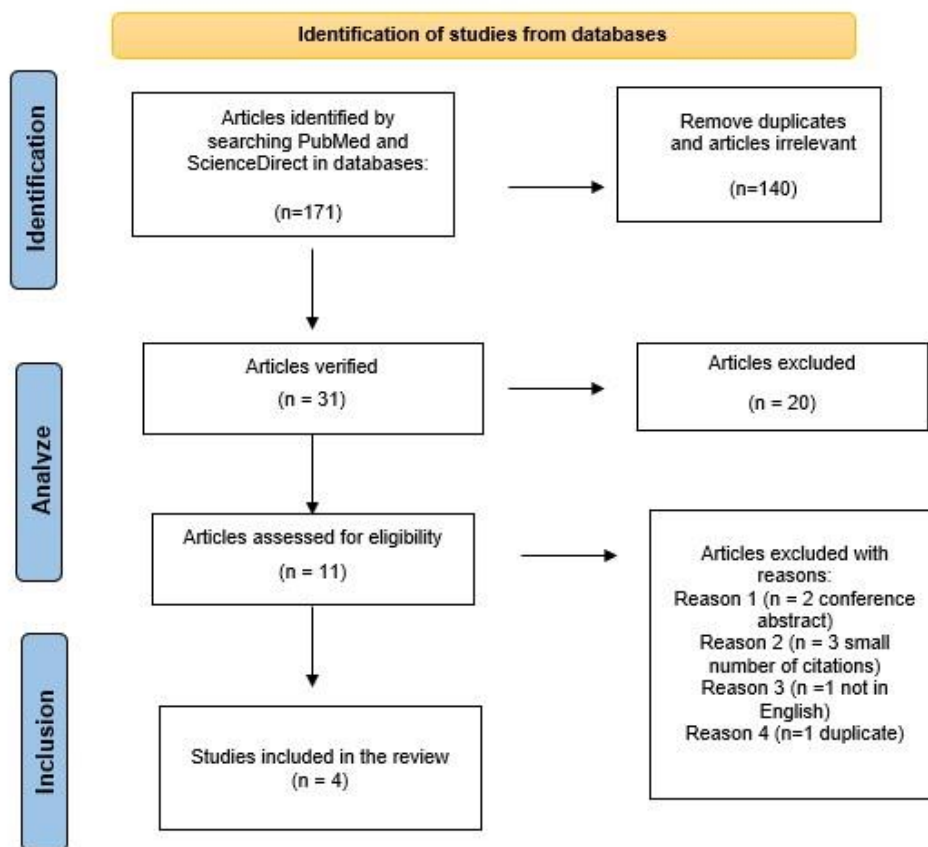 Identification of studies from databases
Identification
Articles identified by
searching PubMed and
ScienceDirect in databases:
(n=171)
Remove duplicates
and articles irrelevant
(n=140)
Analyze
Articles verified
(n = 31)
Articles excluded
(n = 20)
Articles assessed for eligibility
(n = 11)
Articles excluded with
reasons:
Reason 1 (n = 2 conference
abstract)
Reason 2 (n = 3 small
number of citations)
Reason 3 (n =1 not in
English)
Reason 4 (n=1 duplicate)
Inclusion
Studies included in the review
(n = 4)